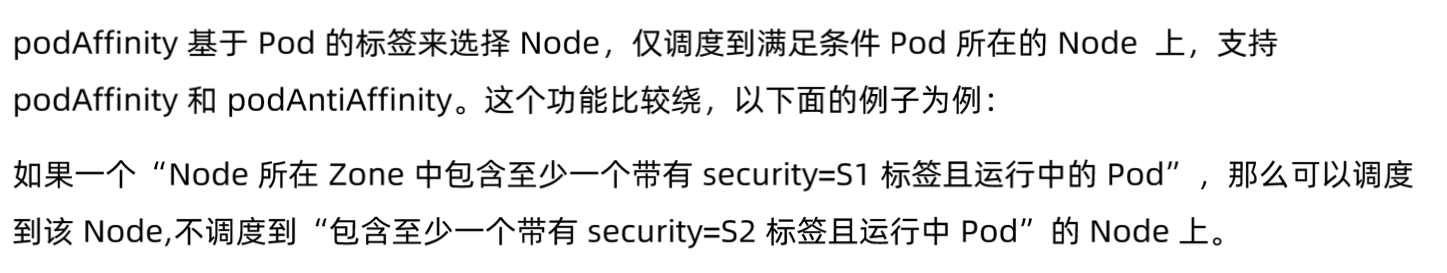 podAffinity 基于 Pod 的标签来选择 Node，仅调度到满足条件 Pod 所在的 Node 上，支持
podAffinity 和 podAntiAffinity。这个功能比较绕，以下面的例子为例：
如果一个“Node 所在 Zone 中包含至少一个带有 security=S1 标签且运行中的 Pod”，那么可以调度
到该 Node,不调度到“包含至少一个带有 security=S2 标签且运行中 Pod”的 Node 上。